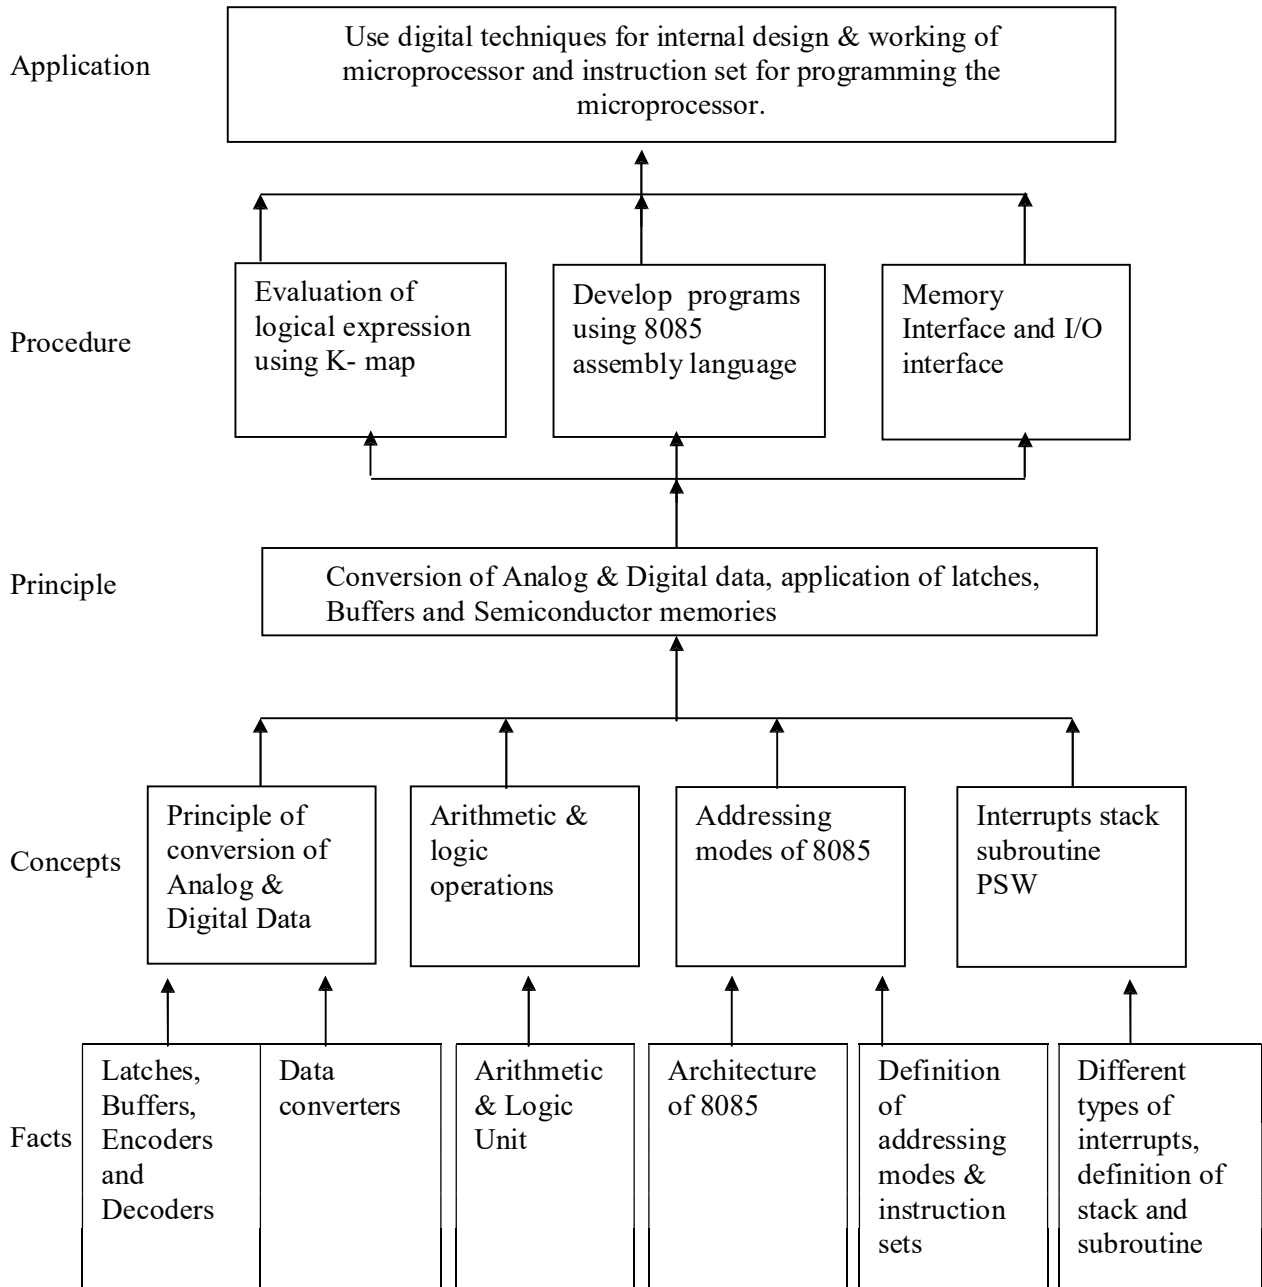 Application
Use digital techniques for internal design & working of
microprocessor and instruction set for programming the
microprocessor.
Procedure
Evaluation of
logical expression
using K- map
Develop programs
using 8085
assembly language
Memory
Interface and I/O
interface
Principle
Conversion of Analog & Digital data, application of latches,
Buffers and Semiconductor memories
Concepts
Principle of
conversion of
Analog &
Digital Data
Arithmetic &
logic
operations
Addressing
modes of 8085
Interrupts stack
subroutine
PSW
Facts
Latches,
Buffers,
Encoders
and
Decoders
Data
converters
Arithmetic
& Logic
Unit
Architecture
of 8085
Definition
of
addressing
modes &
instruction
sets
Different
types of
interrupts,
definition of
stack and
subroutine